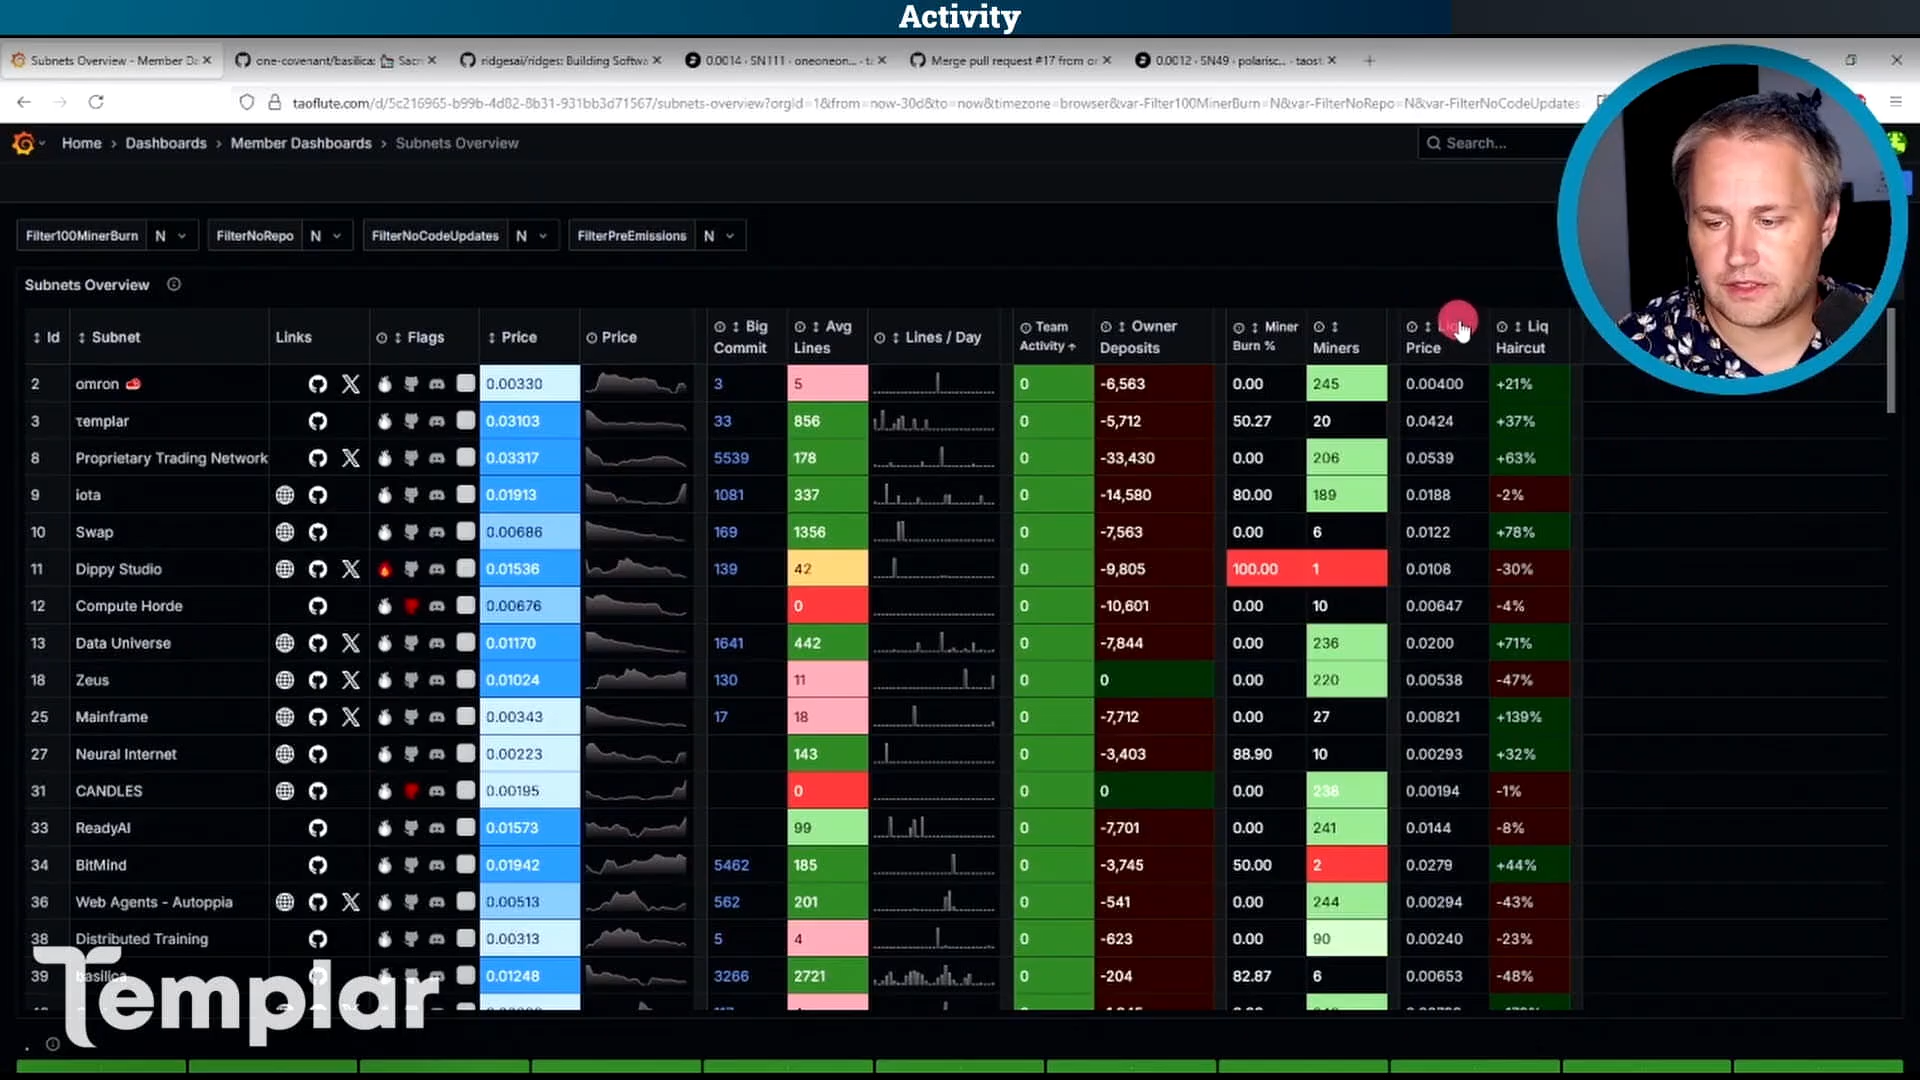 Activity
Subnets Overview - Member Da
one-covenant/basilica:
ridgesai/ridges: Building Softwa
0.0014 · SN111 · oneoneon...
Merge pull request #17 from or
0.0012 · SN49 · polarisc... · taost
taoflute.com/d/5c216965-b99b-4d82-8b31-931bb3d71567/subnets-overview?orgId=1&from=now-30d&to=now&timezone=browser&var-Filter100MinerBurn=N&var-FilterNoRepo=N&var-FilterNoCodeUpdates
Home › Dashboards › Member Dashboards › Subnets Overview
Search...
Filter100MinerBurn N FilterNoRepo N FilterNoCodeUpdates N FilterPreEmissions N
Subnets Overview
Id Subnet Links Flags Price Price Big Commit Avg Lines Lines / Day Team Activity Owner Deposits Miner Burn % Miners Price Liq Haircut
2 omron 0.00330 3 5 0 -6,563 0.00 245 0.00400 +21%
3 templar 0.03103 33 856 0 -5,712 50.27 20 0.0424 +37%
8 Proprietary Trading Network 0.03317 5539 178 0 -33,430 0.00 206 0.0539 +63%
9 iota 0.01913 1081 337 0 -14,580 80.00 189 0.0188 -2%
10 Swap 0.00686 169 1356 0 -7,563 0.00 6 0.0122 +78%
11 Dippy Studio 0.01536 139 42 0 -9,805 100.00 1 0.0108 -30%
12 Compute Horde 0.00676 0 0 -10,601 0.00 10 0.00647 -4%
13 Data Universe 0.01170 1641 442 0 -7,844 0.00 236 0.0200 +71%
18 Zeus 0.01024 130 11 0 0 0.00 220 0.00538 -47%
25 Mainframe 0.00343 17 18 0 -7,712 0.00 27 0.00821 +139%
27 Neural Internet 0.00223 143 0 -3,403 88.90 10 0.00293 +32%
31 CANDLES 0.00195 0 0 0 0.00 238 0.00194 -1%
33 ReadyAI 0.01573 99 0 -7,701 0.00 241 0.0144 -8%
34 BitMind 0.01942 5462 185 0 -3,745 50.00 2 0.0279 +44%
36 Web Agents - Autoppia 0.00513 562 201 0 -541 0.00 244 0.00294 -43%
38 Distributed Training 0.00313 5 4 0 -623 0.00 90 0.00240 -23%
39 basilica 0.01248 3266 2721 0 -204 82.87 6 0.00653 -48%
Templar